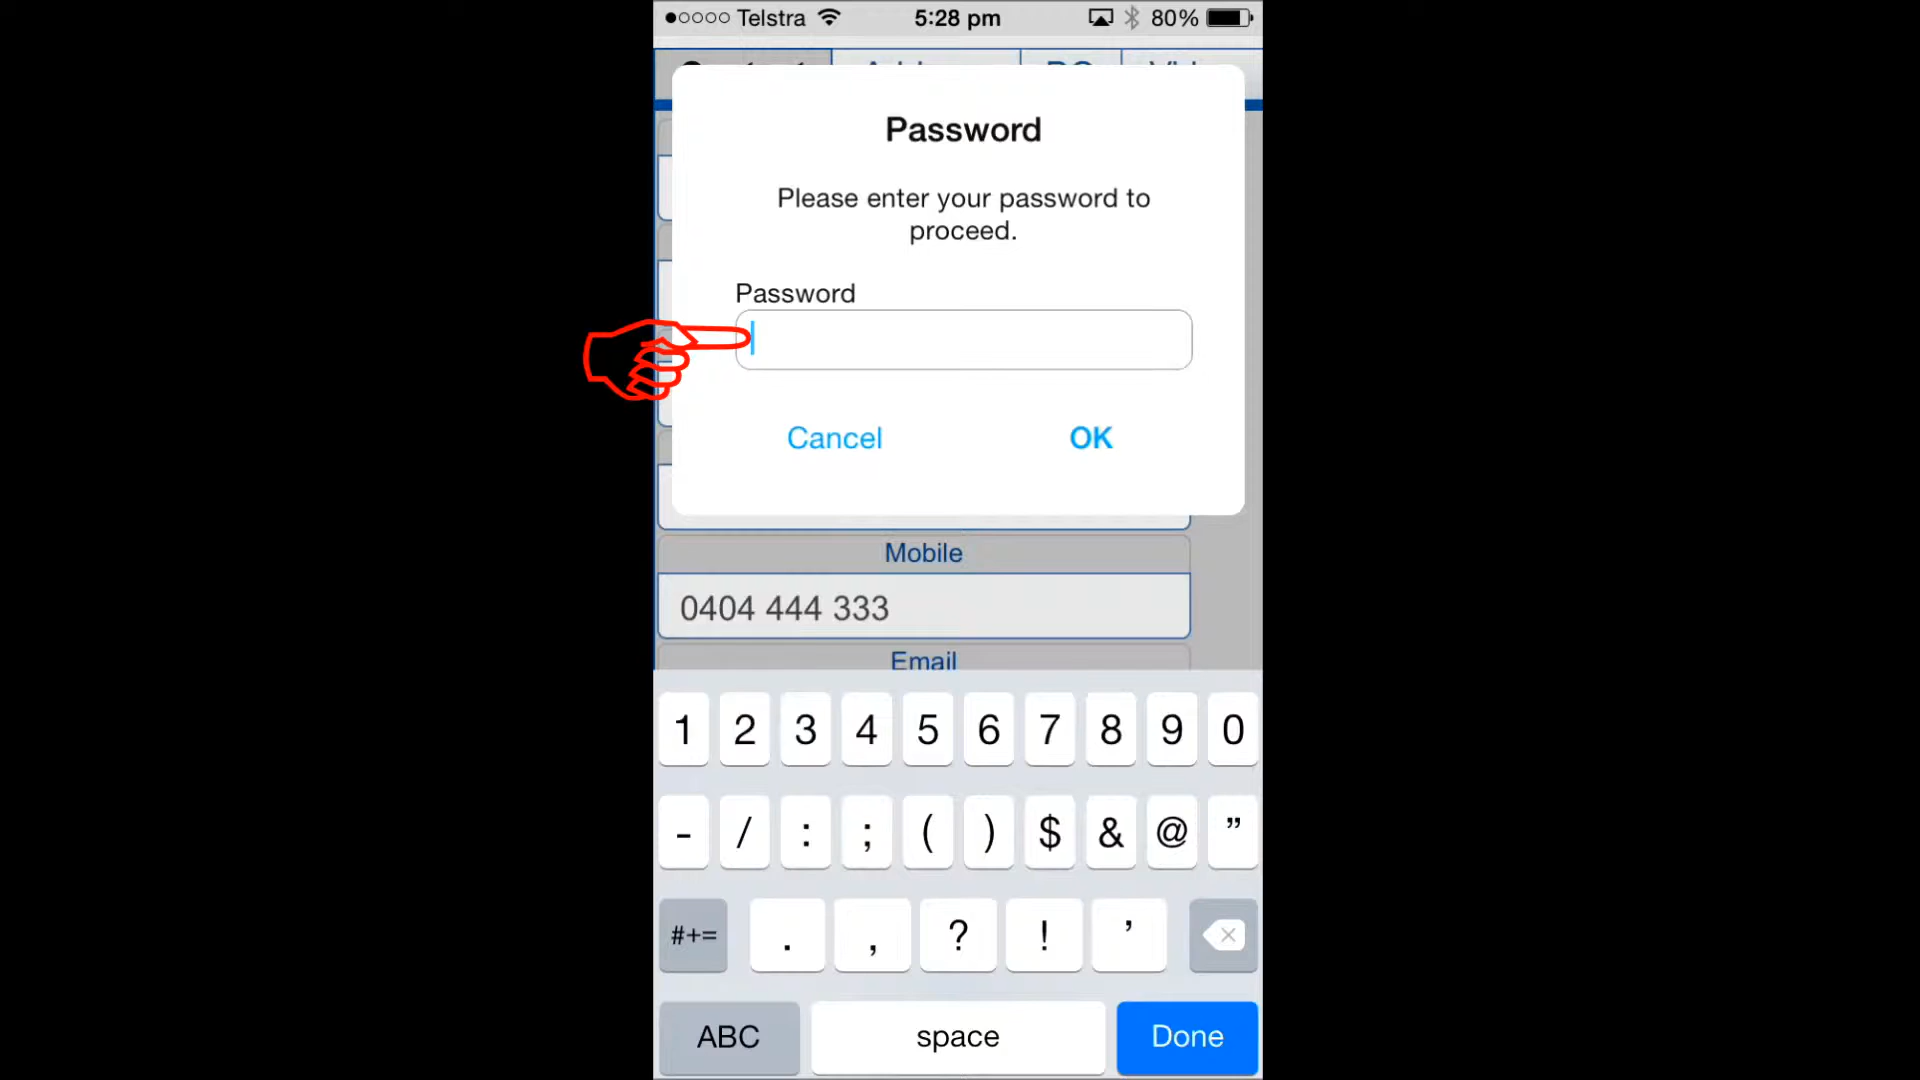 Telstra 5:28 pm 80%
Password
Please enter your password to
proceed.
Password
Cancel OK
Mobile
0404 444 333
Email
1 2 3 4 5 6 7 8 9 0
- / : ; ( ) $ & @ ”
#+= . , ? ! ’
ABC space Done